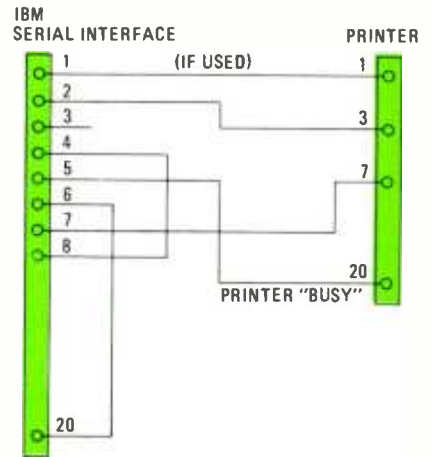 IBM
SERIAL INTERFACE
PRINTER
1
(IF USED)
1
2
3
3
4
5
7
6
7
8
20
PRINTER "BUSY"
20